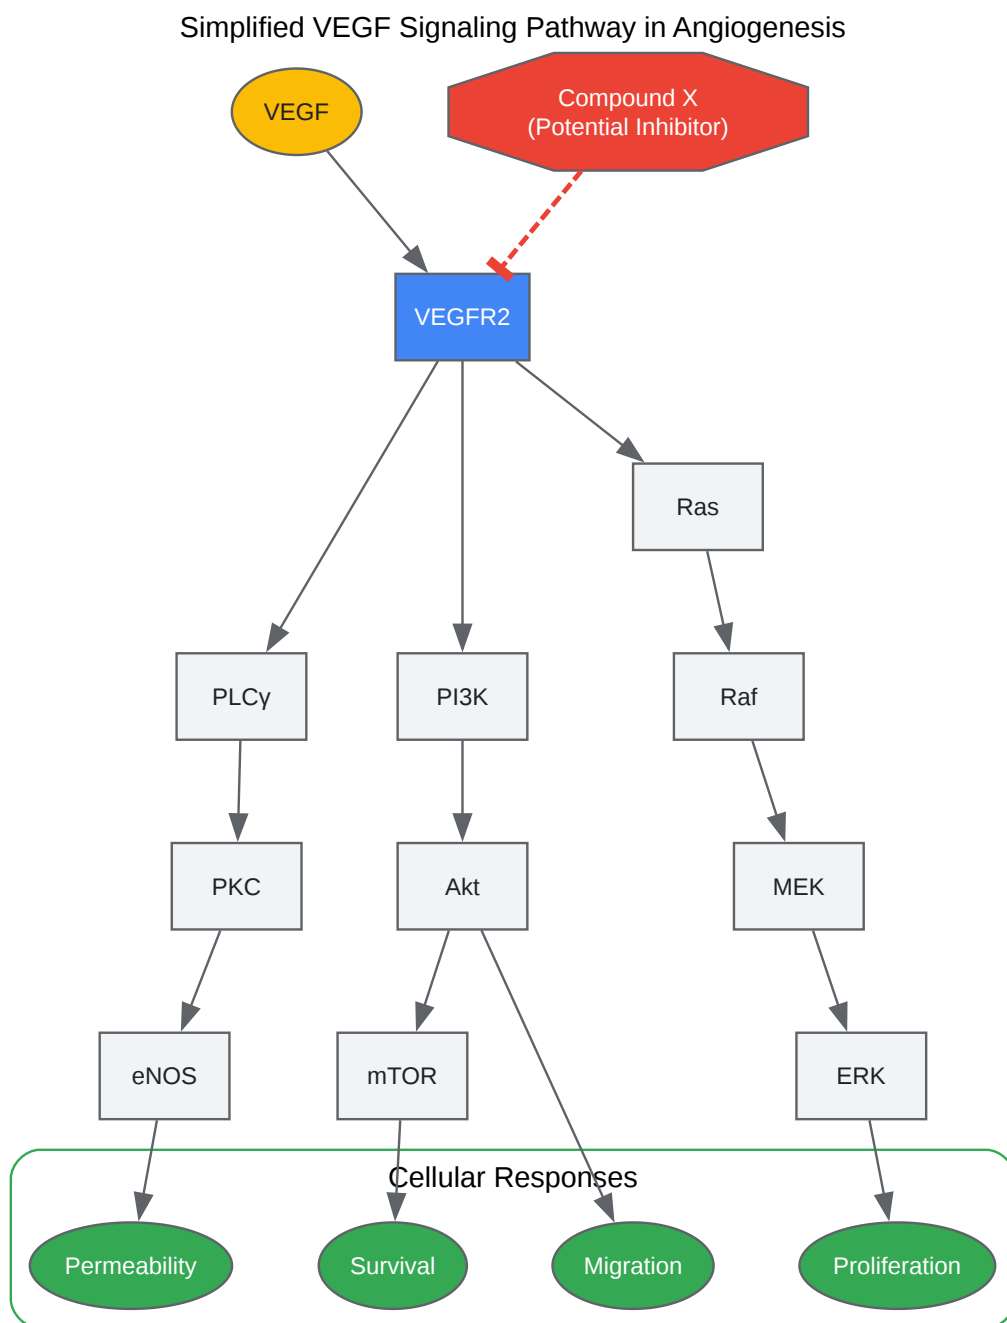 Simplified VEGF Signaling Pathway in Angiogenesis
VEGF
Compound X
(Potential Inhibitor)
VEGFR2
Ras
PLCγ
PI3K
Raf
PKC
Akt
MEK
eNOS
mTOR
ERK
Cellular Responses
Permeability
Survival
Migration
Proliferation